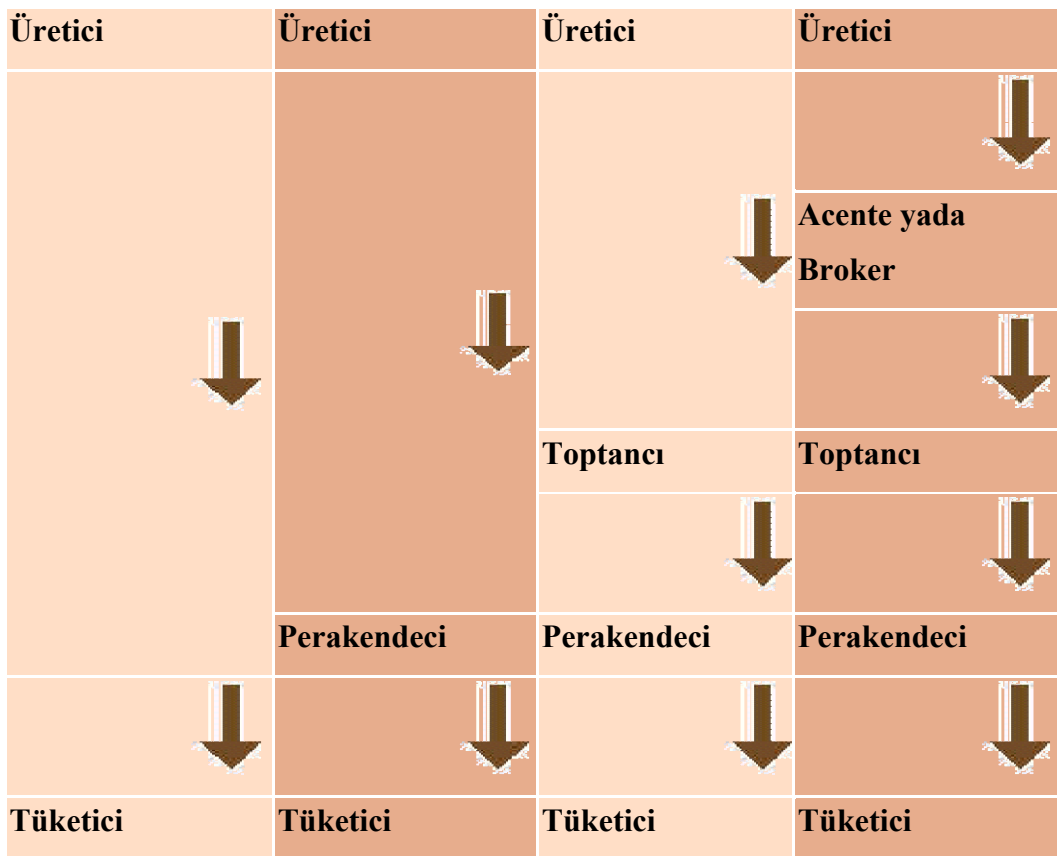 Üretici Üretici Üretici Üretici
Acente yada
Broker
Toptancı Toptancı
Perakendeci Perakendeci Perakendeci
Tüketici Tüketici Tüketici Tüketici